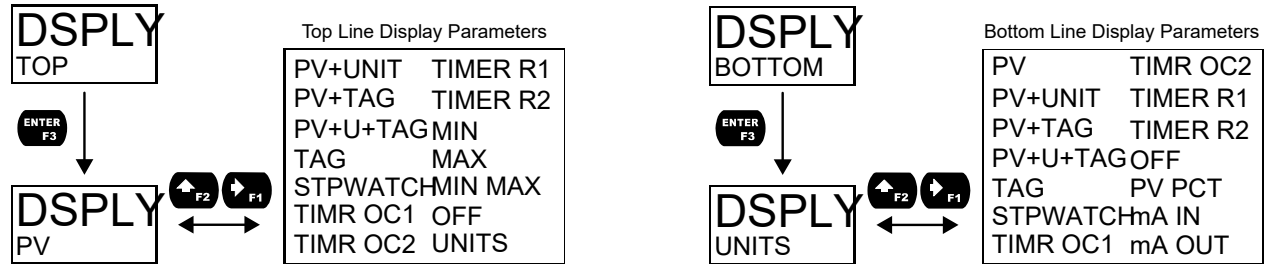 DSPLY
TOP
ENTER
F3
DSPLY
PV
F2
F1
Top Line Display Parameters
PV+UNIT TIMER R1
PV+TAG TIMER R2
PV+U+TAG MIN
TAG MAX
STPWATCH MIN MAX
TIMR OC1 OFF
TIMR OC2 UNITS
DSPLY
BOTTOM
ENTER
F3
DSPLY
UNITS
F2
F1
Bottom Line Display Parameters
PV TIMR OC2
PV+UNIT TIMER R1
PV+TAG TIMER R2
PV+U+TAG OFF
TAG PV PCT
STPWATCH mA IN
TIMR OC1 mA OUT